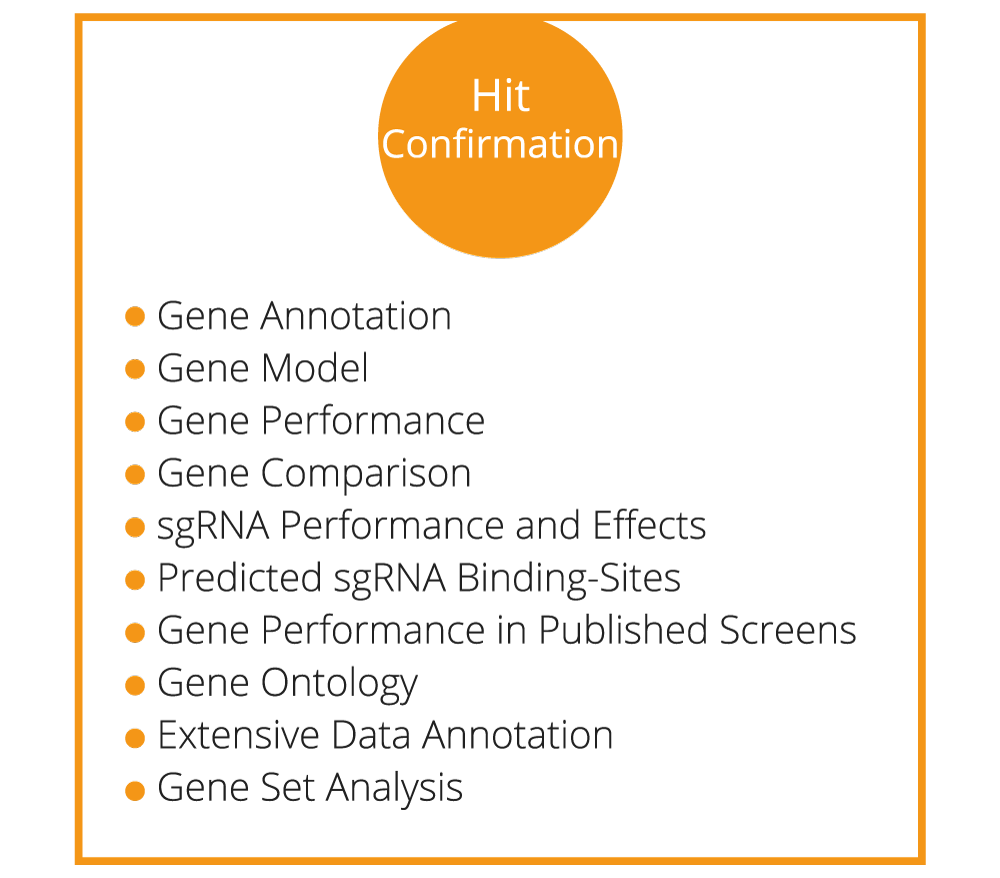 Hit
Confirmation
Gene Annotation
Gene Model
Gene Performance
Gene Comparison
sgRNA Performance and Effects
Predicted sgRNA Binding-Sites
Gene Performance in Published Screens
Gene Ontology
Extensive Data Annotation
Gene Set Analysis